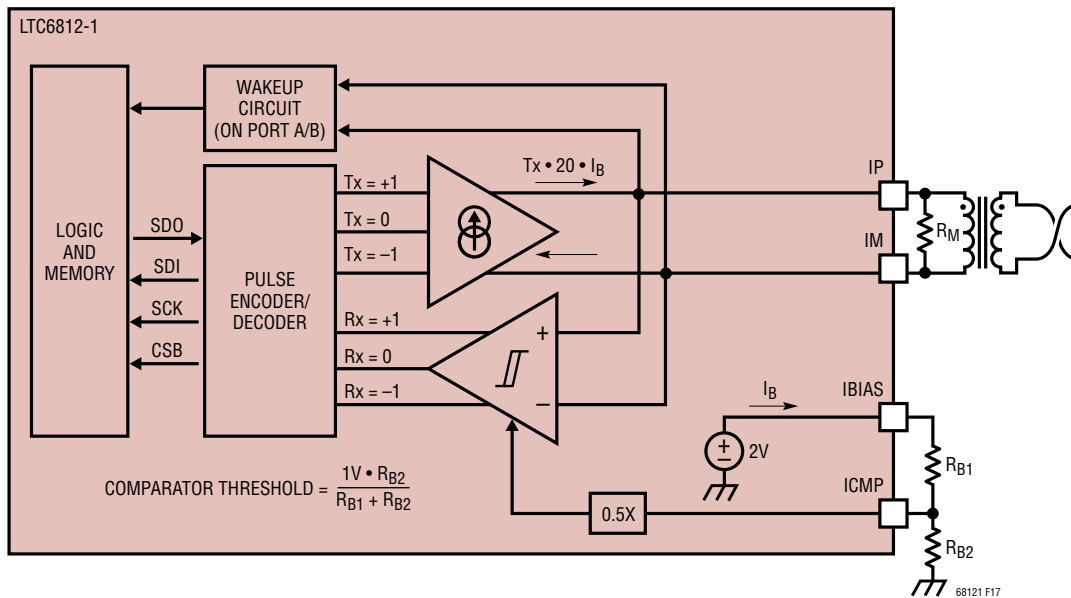 LTC6812-1
LOGIC
AND
MEMORY
WAKEUP
CIRCUIT
(ON PORT A/B)
SDO
SDI
SCK
CSB
PULSE
ENCODER/
DECODER
Tx = +1
Tx = 0
Tx = –1
Rx = +1
Rx = 0
Rx = –1
Tx • 20 • IB
+
–
IP
IM
RM
IB
IBIAS
+
–
2V
ICMP
0.5X
RB1
RB2
COMPARATOR THRESHOLD = 1V • RB2
RB1 + RB2
68121 F17